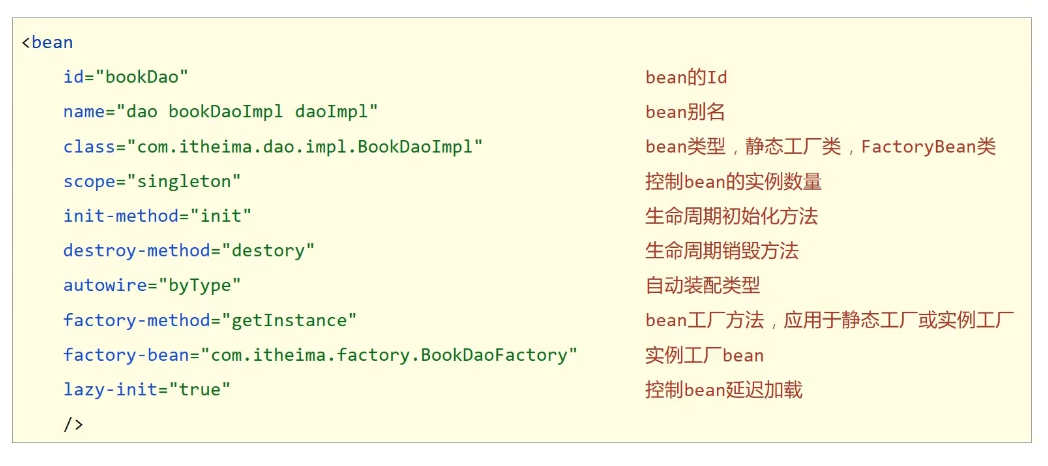 <bean
id="bookDao" bean的Id
name="dao bookDaoImpl daoImpl" bean别名
class="com.itheima.dao.impl.BookDaoImpl" bean类型，静态工厂类，FactoryBean类
scope="singleton" 控制bean的实例数量
init-method="init" 生命周期初始化方法
destroy-method="destory" 生命周期销毁方法
autowire="byType" 自动装配类型
factory-method="getInstance" bean工厂方法，应用于静态工厂或实例工厂
factory-bean="com.itheima.factory.BookDaoFactory" 实例工厂bean
lazy-init="true" 控制bean延迟加载
/>